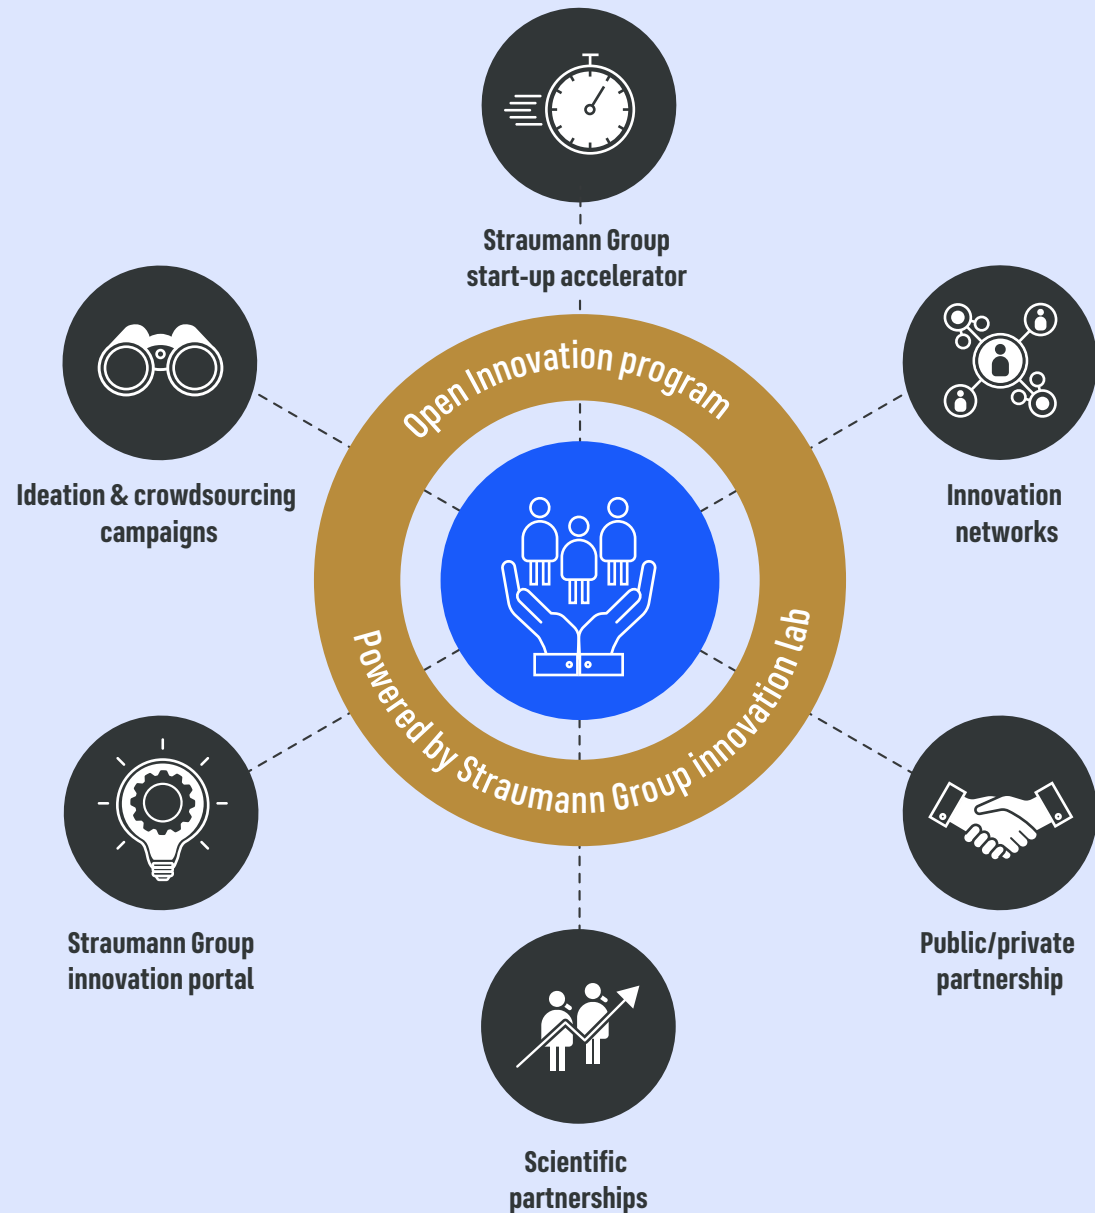 Straumann Group
start-up accelerator
Open Innovation program
Ideation & crowdsourcing
campaigns
Innovation
networks
Powered by Straumann Group innovation lab
Straumann Group
innovation portal
Public/private
partnership
Scientific
partnerships